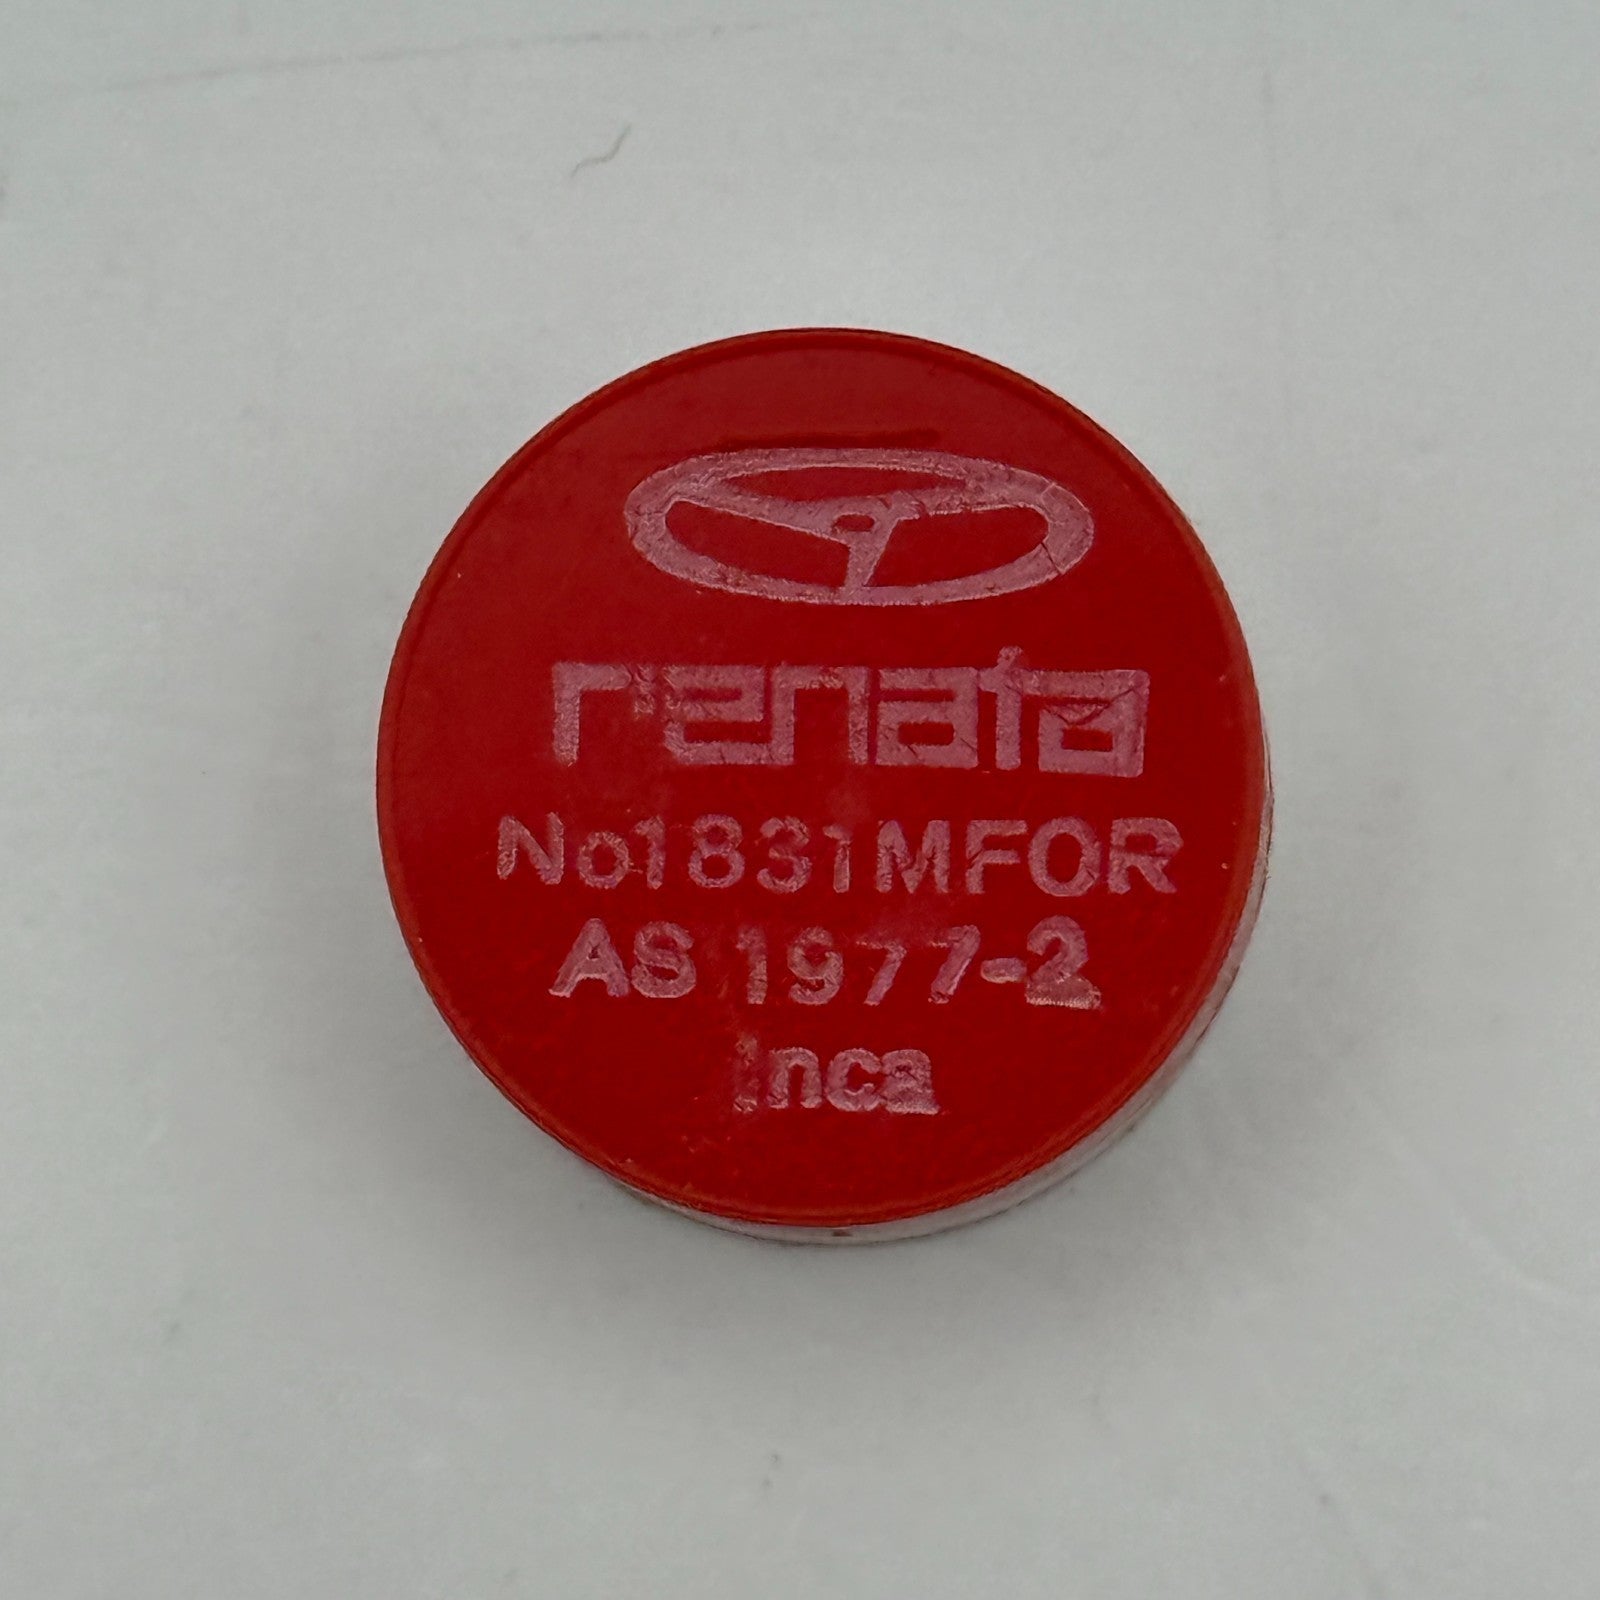 renata
No1831MFOR
AS 1977-2
inca